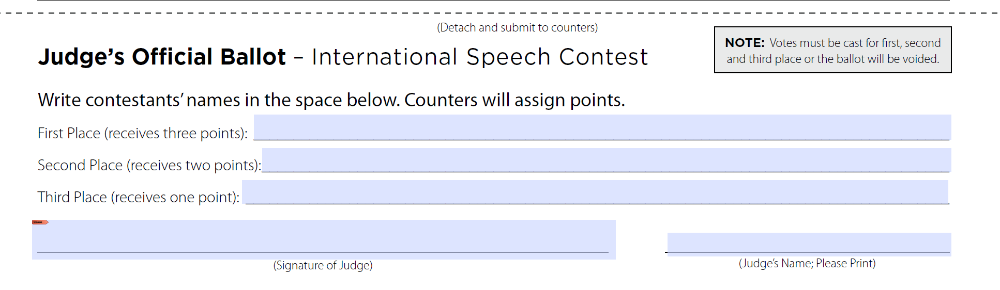 (Detach and submit to counters)
Judge’s Official Ballot – International Speech Contest
NOTE: Votes must be cast for first, second
and third place or the ballot will be voided.
Write contestants’ names in the space below. Counters will assign points.
First Place (receives three points):
Second Place (receives two points):
Third Place (receives one point):
(Signature of Judge)
(Judge’s Name; Please Print)